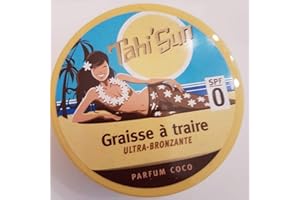 Tahi'Sun
SPF
0
Graisse à traire
ULTRA-BRONZANTE
PARFUM COCO